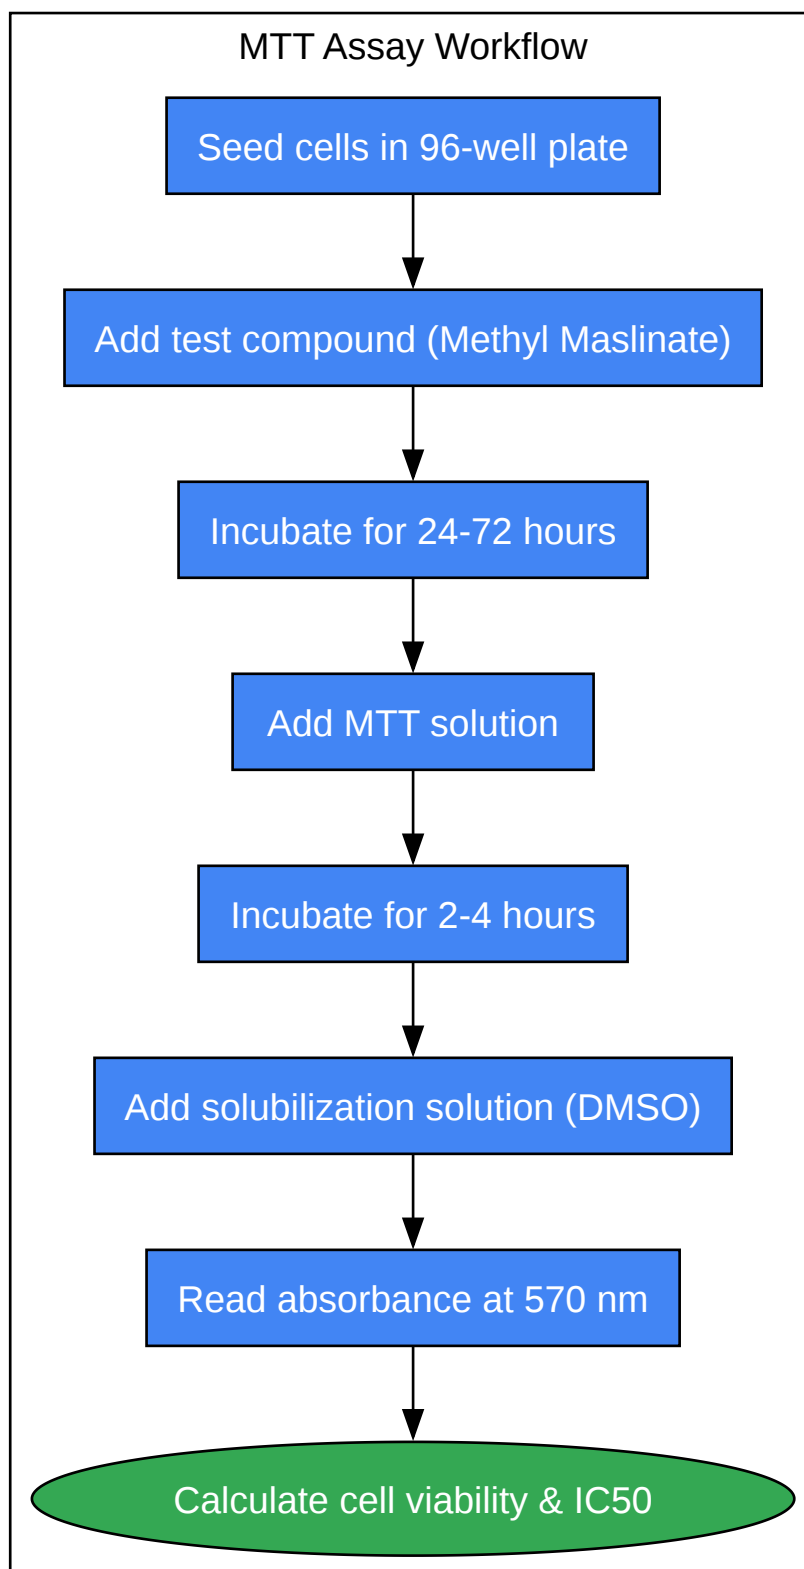 MTT Assay Workflow
Seed cells in 96-well plate
Add test compound (Methyl Maslinate)
Incubate for 24-72 hours
Add MTT solution
Incubate for 2-4 hours
Add solubilization solution (DMSO)
Read absorbance at 570 nm
Calculate cell viability & IC50